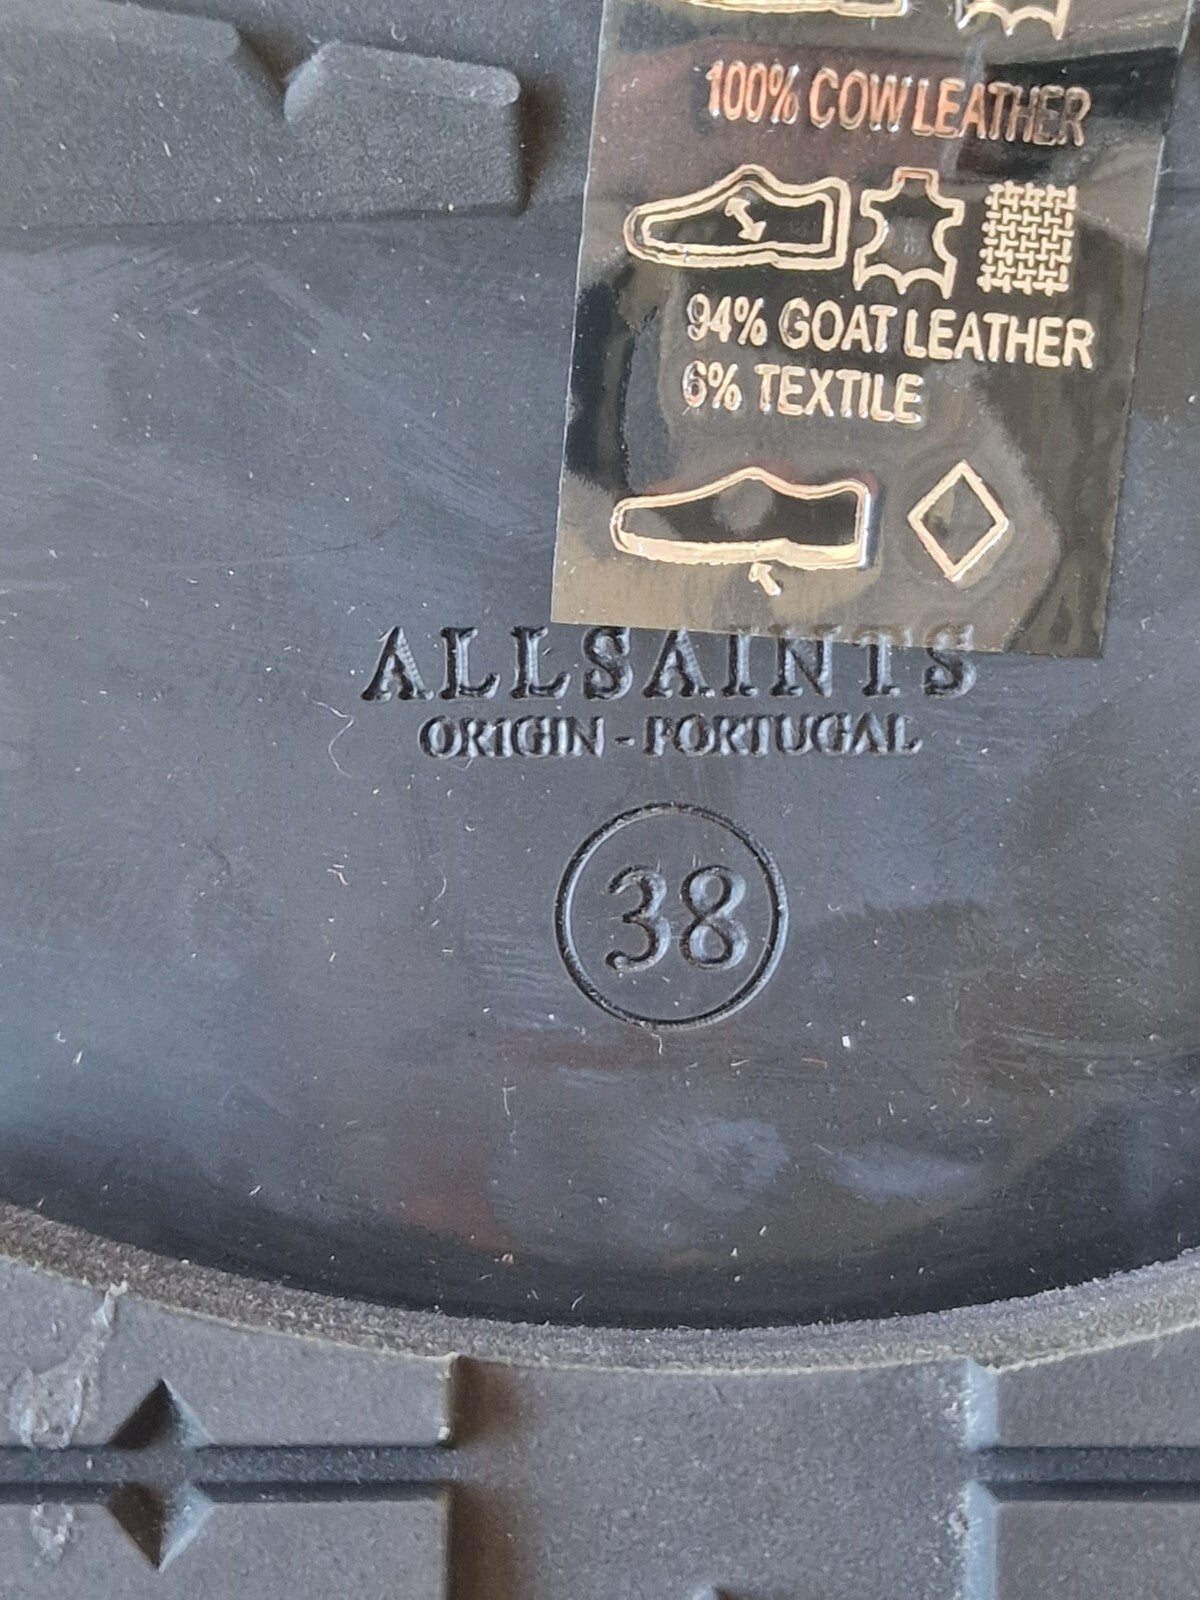 100% COW LEATHER
94% GOAT LEATHER
6% TEXTILE
ALLSAINTS
ORIGIN - PORTUGAL
38